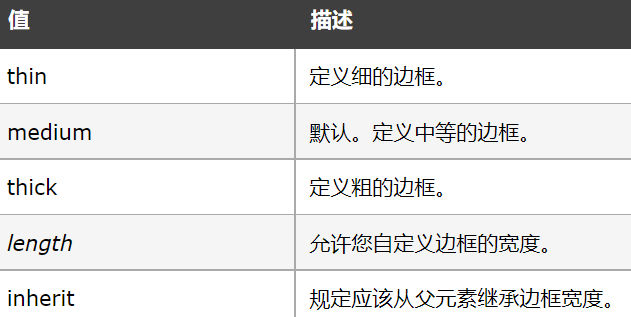 值 描述
thin 定义细的边框。
medium 默认。定义中等的边框。
thick 定义粗的边框。
length 允许您自定义边框的宽度。
inherit 规定应该从父元素继承边框宽度。